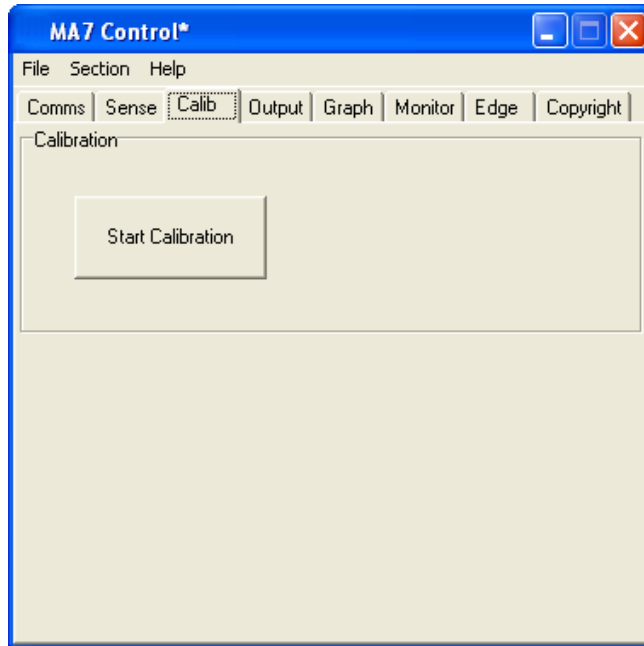 MA7 Control*
File Section Help
Comms Sense Calib Output Graph Monitor Edge Copyright
Calibration
Start Calibration